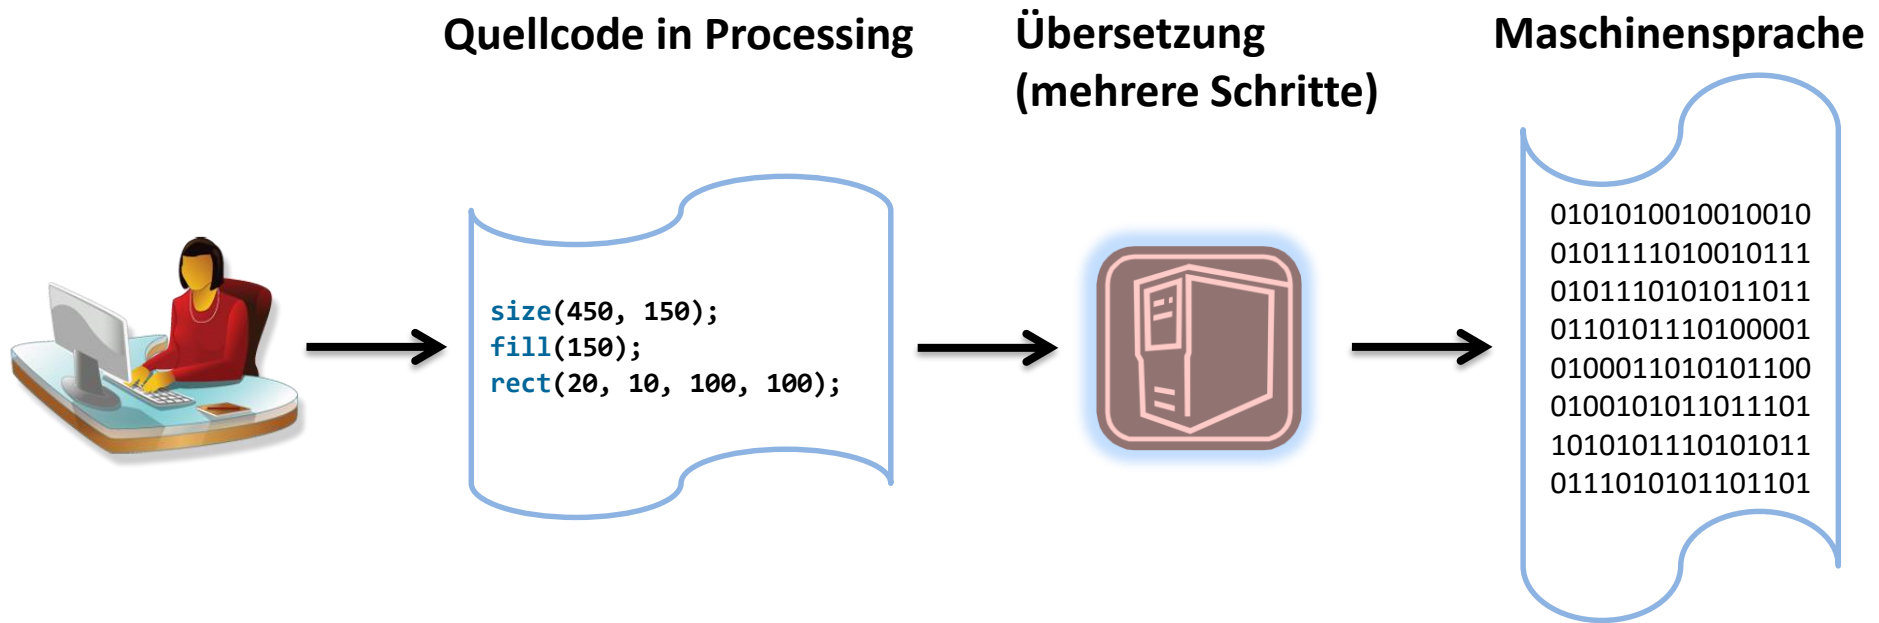 Quellcode in Processing
size(450, 150);
fill(150);
rect(20, 10, 100, 100);
Übersetzung
(mehrere Schritte)
Maschinensprache
0101010010010010
0101111010010111
0101110101011011
0110101110100001
0100011010101100
0100101011011101
1010101110101011
0111010101101101